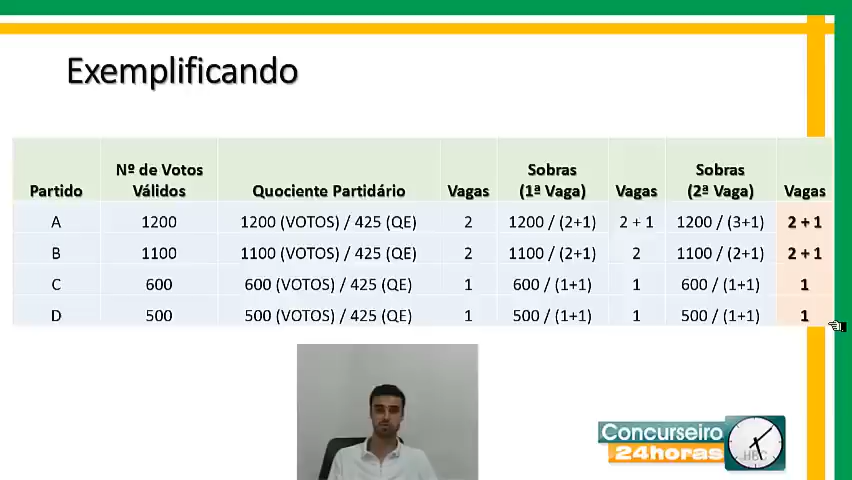 Exemplificando
Partido Nº de Votos Válidos Quociente Partidário Vagas Sobras (1ª Vaga) Vagas Sobras (2ª Vaga) Vagas
A 1200 1200 (VOTOS) / 425 (QE) 2 1200 / (2+1) 2 + 1 1200 / (3+1) 2 + 1
B 1100 1100 (VOTOS) / 425 (QE) 2 1100 / (2+1) 2 1100 / (2+1) 2 + 1
C 600 600 (VOTOS) / 425 (QE) 1 600 / (1+1) 1 600 / (1+1) 1
D 500 500 (VOTOS) / 425 (QE) 1 500 / (1+1) 1 500 / (1+1) 1
Concurseiro
24horas